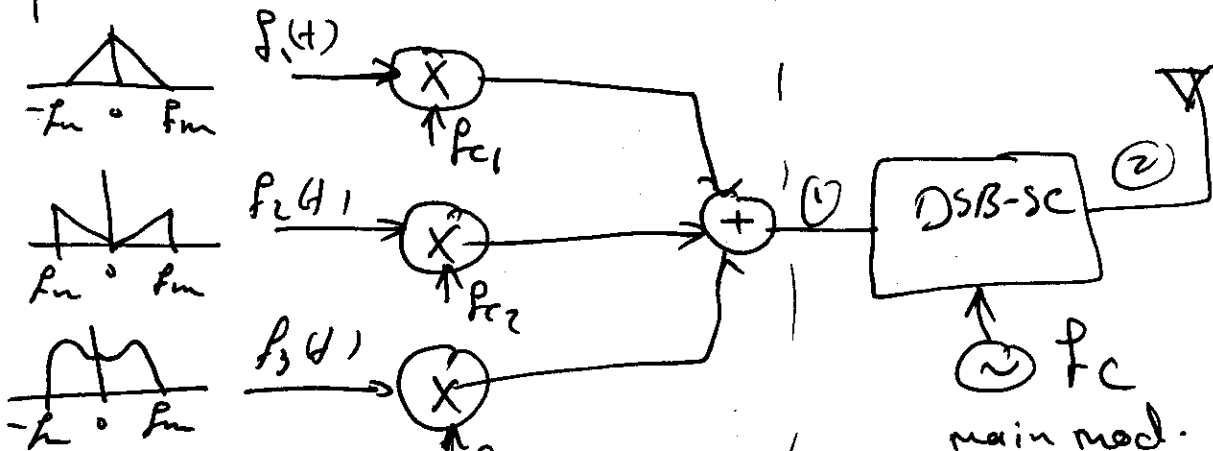 f₁(t)
X
-fm 0 fm
fc₁
f₂(t)
X
+
①
DSB-SC
②
fm 0 fm
fc₂
f₃(t)
X
~ fc
-fm 0 fm
main mod.